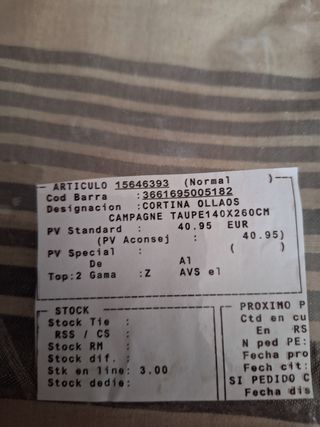 ARTICULO 15646393 (Normal )
Cod Barra :3661695005182
Designacion :CORTINA OLLAOS
CAMPAGNE TAUPE140X260CM
PV Standard : 40.95 EUR
(PV Aconsej : 40.95)
PV Special : ( )
De Al
Top:2 Gama :Z AVS el
STOCK
Stock Tie :
RSS / CS :
Stock RM :
Stock dif. :
Stk en line: 3.00
Stock dedie:
PROXIMO P
Ctd en cu
En RS
N ped PE:
Fecha pro
Fech cit:
SI PEDIDO C
Fecha dis